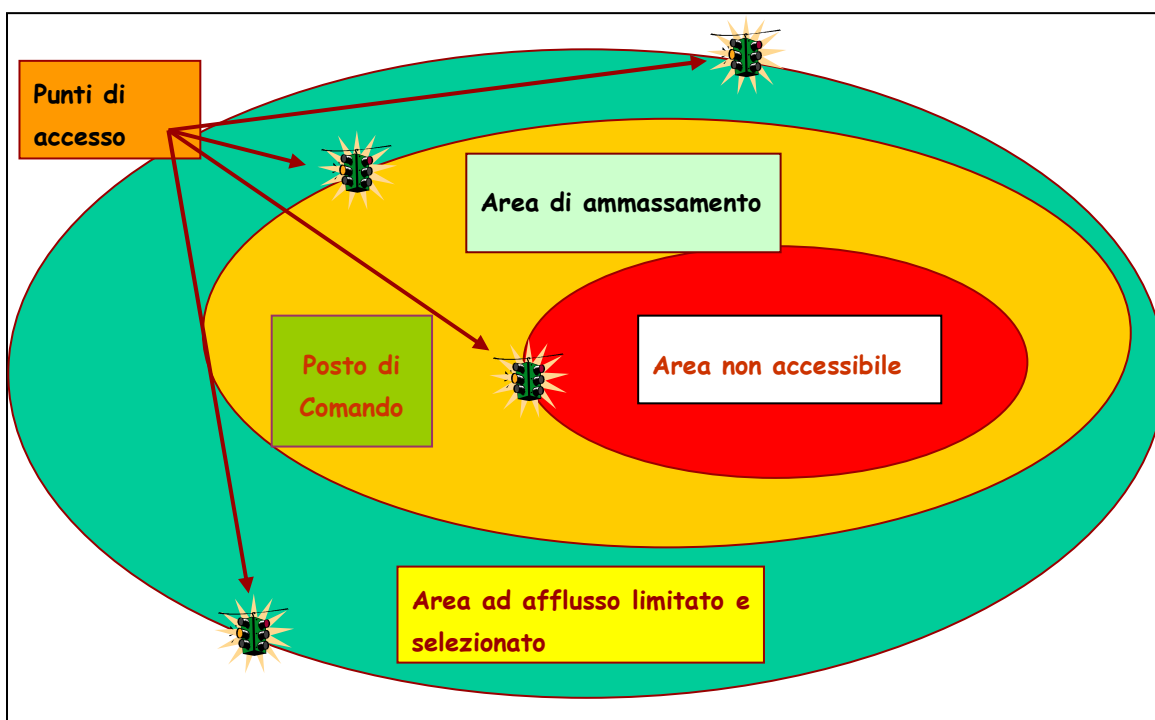 Punti di
accesso
Area di ammassamento
Posto di
Comando
Area non accessibile
Area ad afflusso limitato e
selezionato